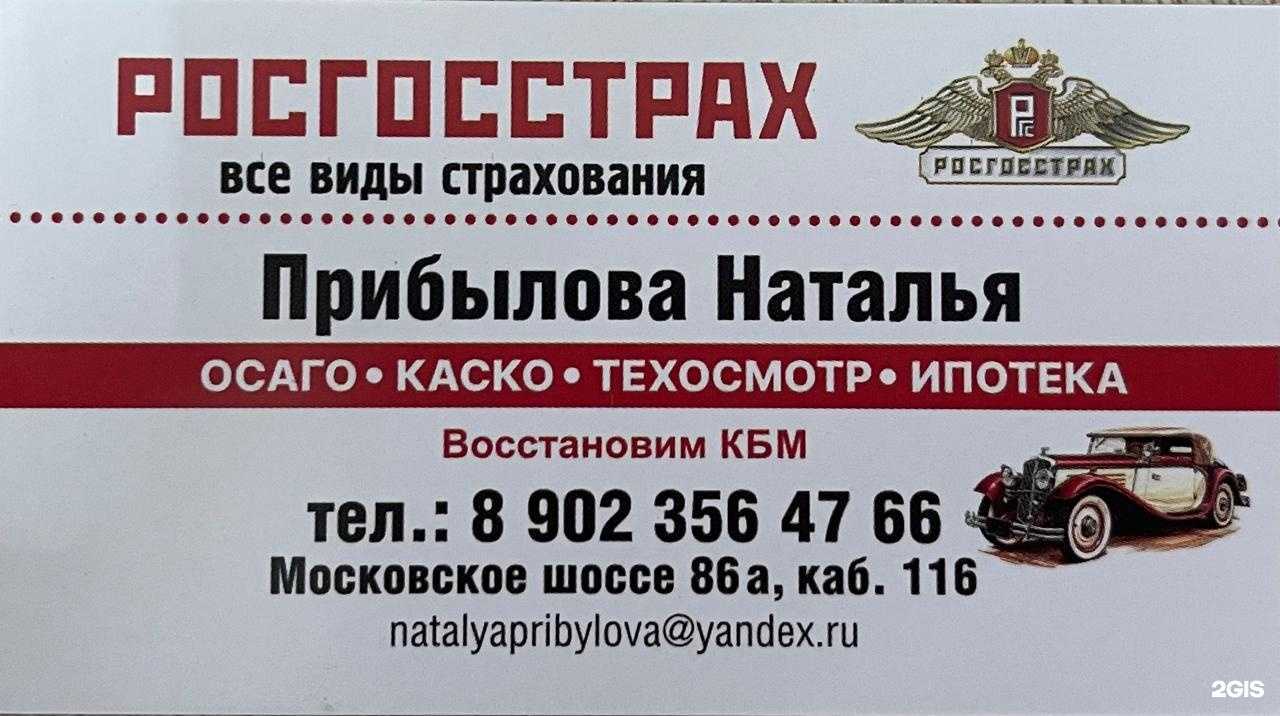 РОСГОССТРАХ
все виды страхования
РГС
РОСГОССТРАХ
Прибылова Наталья
ОСАГО • КАСКО • ТЕХОСМОТР • ИПОТЕКА
Восстановим КБМ
тел.: 8 902 356 47 66
Московское шоссе 86а, каб. 116
natalyapribylova@yandex.ru
2GIS